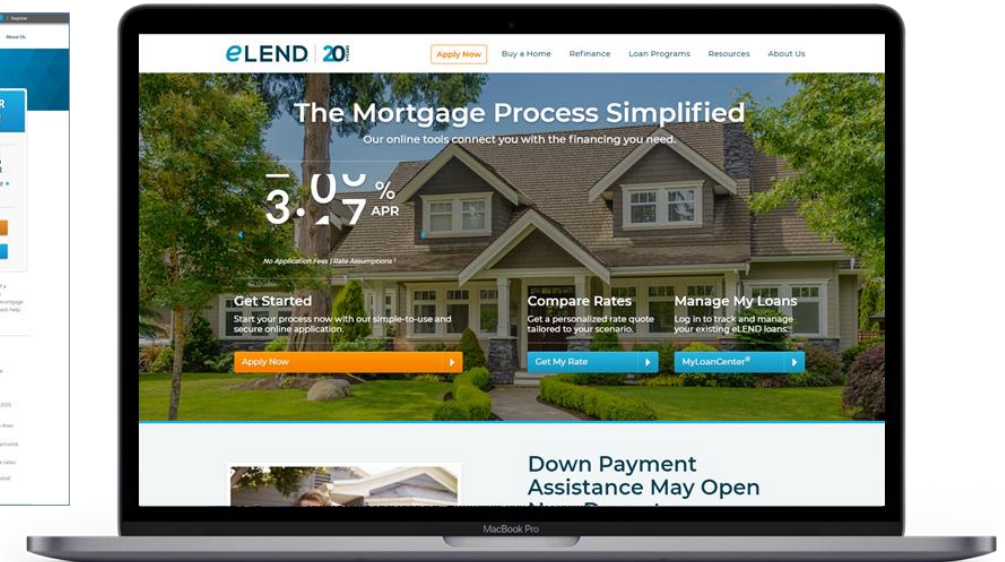 Register
About Us
eLEND 20
Apply Now
Buy a Home
Refinance
Loan Programs
Resources
About Us
The Mortgage Process Simplified
Our online tools connect you with the financing you need.
%
APR
No Application Fees | Rate Assumptions ¹
Get Started
Start your process now with our simple-to-use and
secure online application.
Apply Now
Compare Rates
Get a personalized rate quote
tailored to your scenario.
Get My Rate
Manage My Loans
Log in to track and manage
your existing eLEND loans.
MyLoanCenter®
Down Payment
Assistance May Open
MacBook Pro